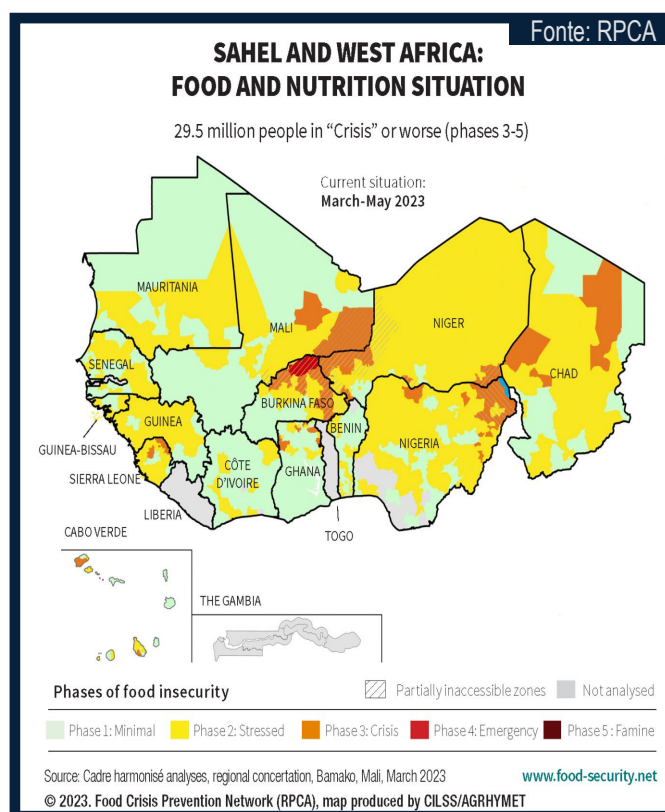 Fonte: RPCA
SAHEL AND WEST AFRICA:
FOOD AND NUTRITION SITUATION
29.5 million people in “Crisis” or worse (phases 3-5)
Current situation:
March-May 2023
MAURITANIA
MALI
NIGER
CHAD
SENEGAL
BURKINA FASO
GUINEA
BENIN
NIGERIA
GUINEA-BISSAU
CÔTE
D’IVOIRE
GHANA
SIERRA LEONE
LIBERIA
TOGO
CABO VERDE
THE GAMBIA
Phases of food insecurity
Partially inaccessible zones
Not analysed
Phase 1: Minimal
Phase 2: Stressed
Phase 3: Crisis
Phase 4: Emergency
Phase 5: Famine
Source: Cadre harmonisé analyses, regional concertation, Bamako, Mali, March 2023
www.food-security.net
© 2023. Food Crisis Prevention Network (RPCA), map produced by CILSS/AGRHYMET